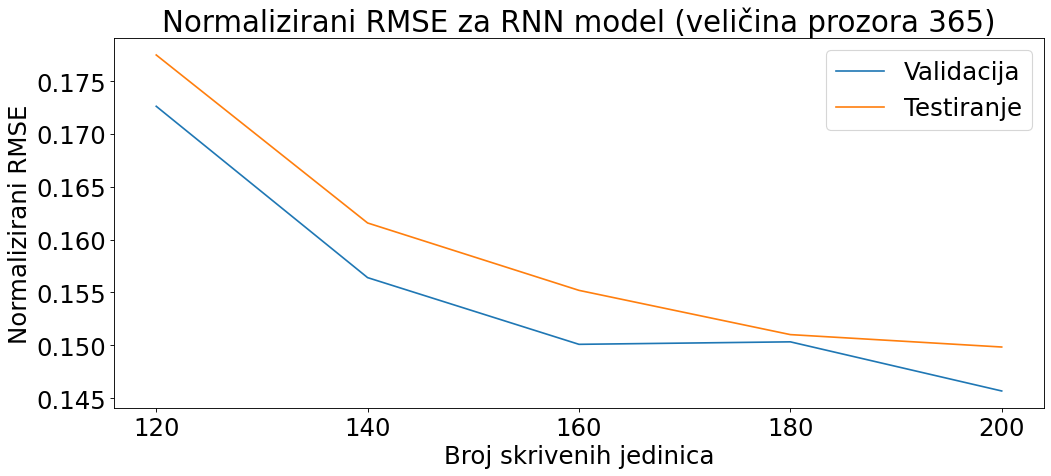 Normalizirani RMSE za RNN model (veličina prozora 365)
Validacija
Testiranje
Normalizirani RMSE
0.175
0.170
0.165
0.160
0.155
0.150
0.145
120 140 160 180 200
Broj skrivenih jedinica